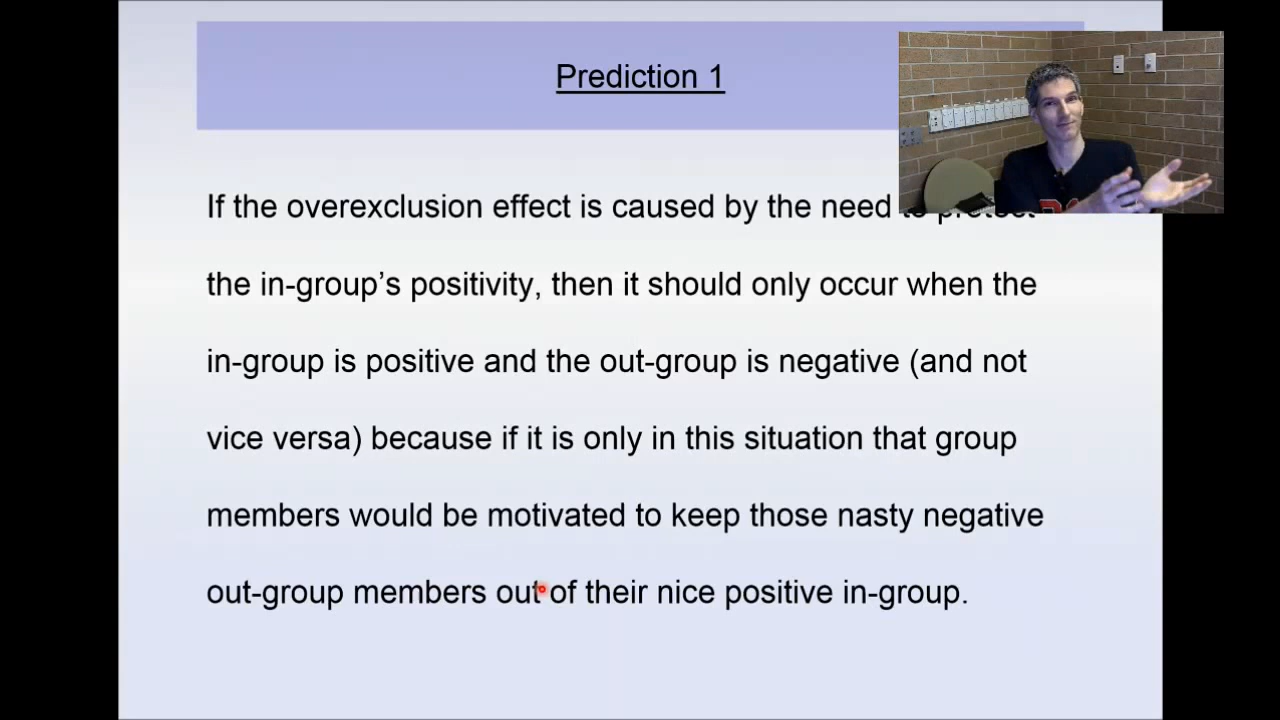 Prediction 1
If the overexclusion effect is caused by the need to protect
the in-group's positivity, then it should only occur when the
in-group is positive and the out-group is negative (and not
vice versa) because if it is only in this situation that group
members would be motivated to keep those nasty negative
out-group members out of their nice positive in-group.